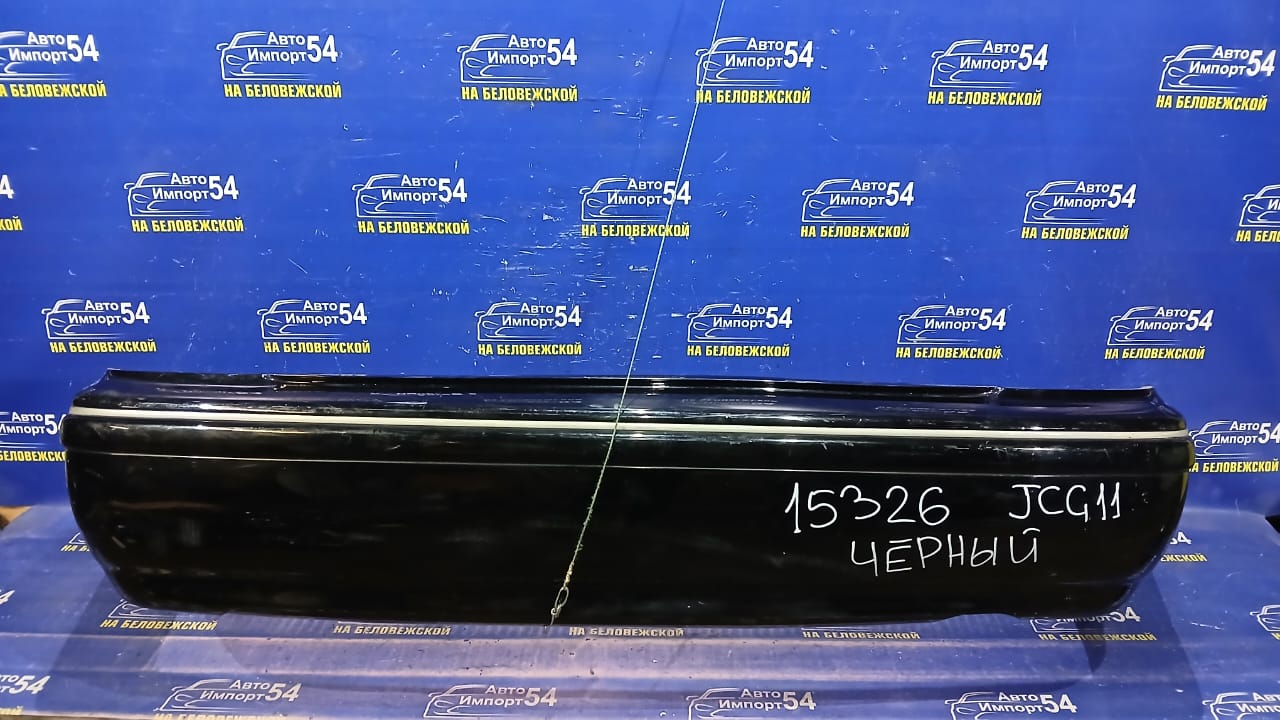 Авто
Импорт54
НА БЕЛОВЕЖСКОЙ
15326 JCG11
ЧЕРНЫЙ